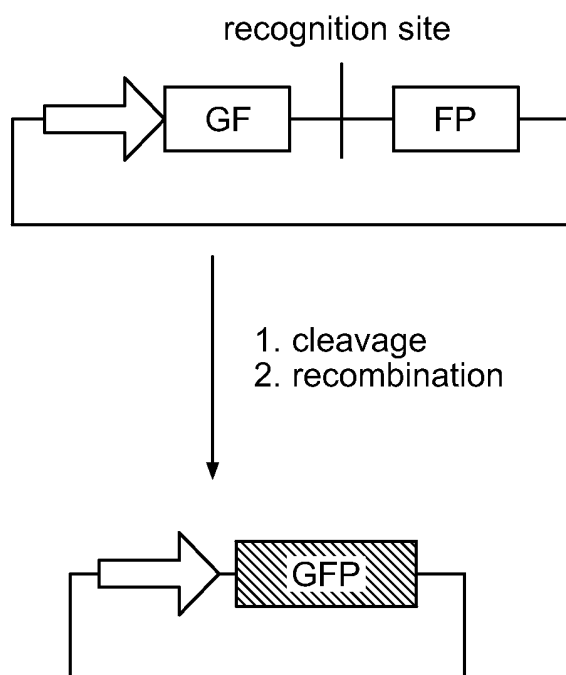 recognition site
GF
FP
1. cleavage
2. recombination
GFP